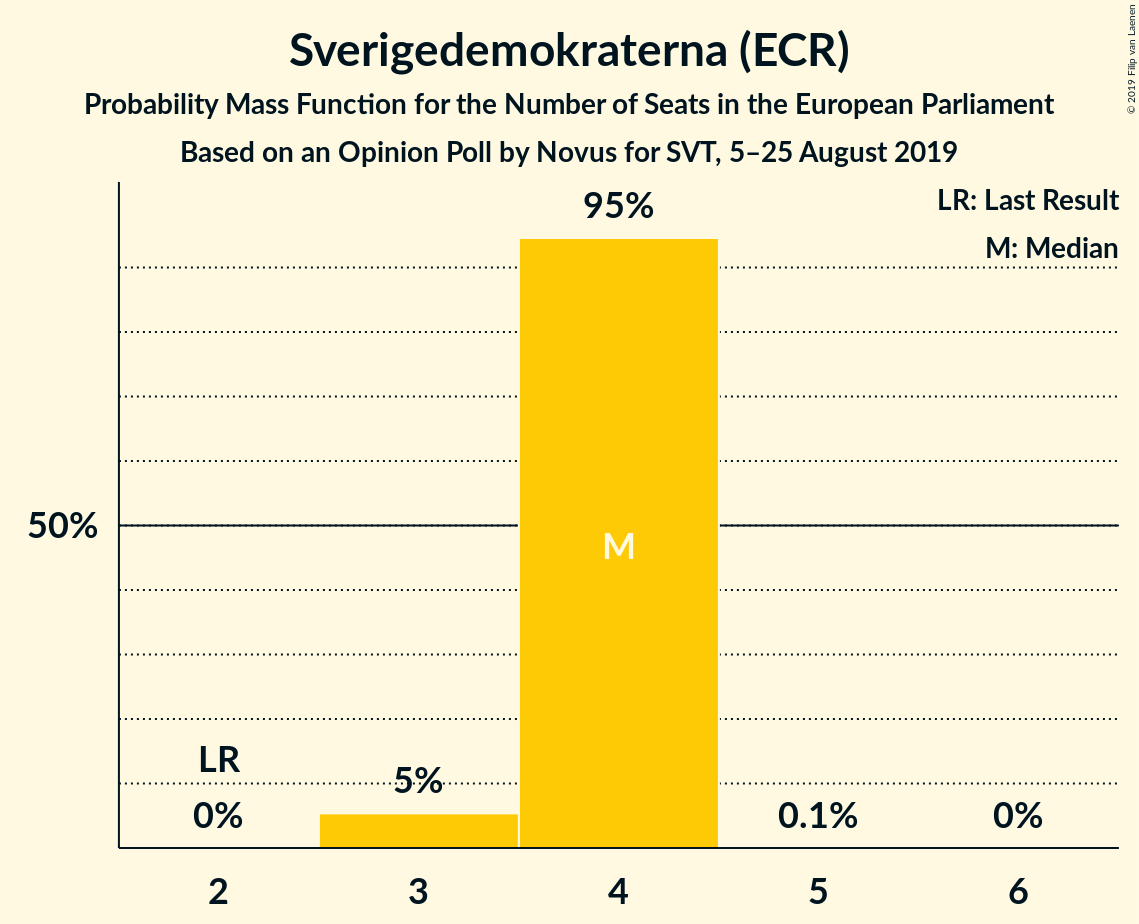 Sverigedemokraterna (ECR)
Probability Mass Function for the Number of Seats in the European Parliament
Based on an Opinion Poll by Novus for SVT, 5–25 August 2019
© 2019 Filip van Laenen
LR: Last Result
M: Median
95%
50%
M
LR
0%
5%
0.1%
0%
2
3
4
5
6